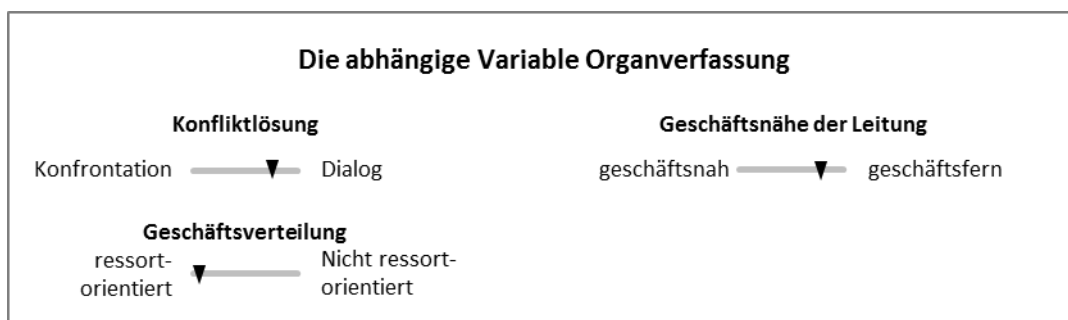 Die abhängige Variable Organverfassung
Konfliktlösung
Konfrontation
Dialog
Geschäftsnähe der Leitung
geschäftsnah
geschäftsfern
Geschäftsverteilung
ressort-
orientiert
Nicht ressort-
orientiert